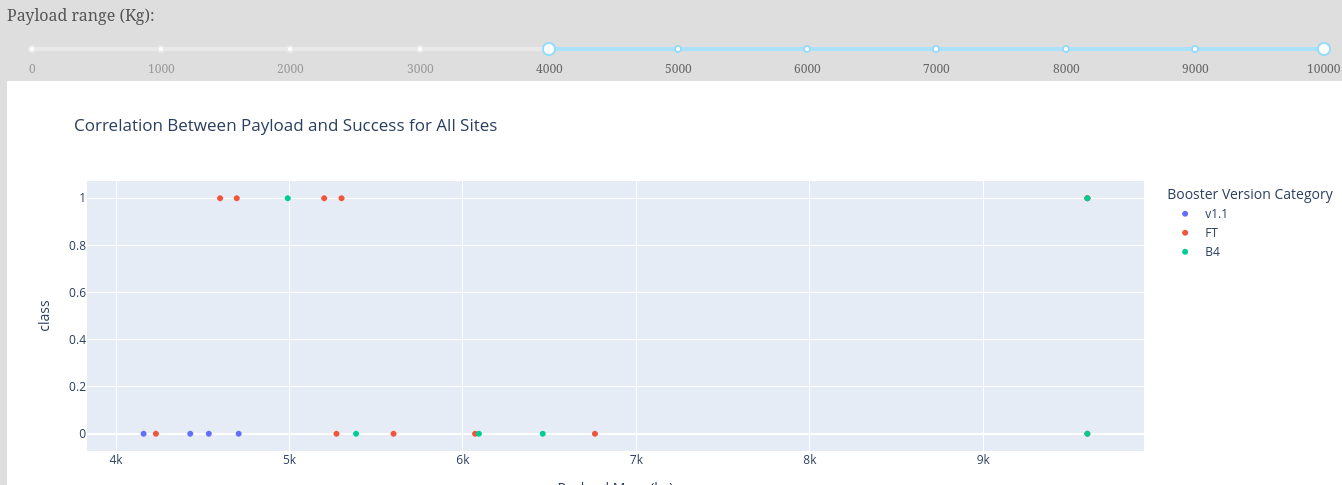 Payload range (Kg):
0 1000 2000 3000 4000 5000 6000 7000 8000 9000 10000
Correlation Between Payload and Success for All Sites
Booster Version Category
v1.1
FT
B4
1
0.8
0.6
0.4
0.2
0
class
4k 5k 6k 7k 8k 9k